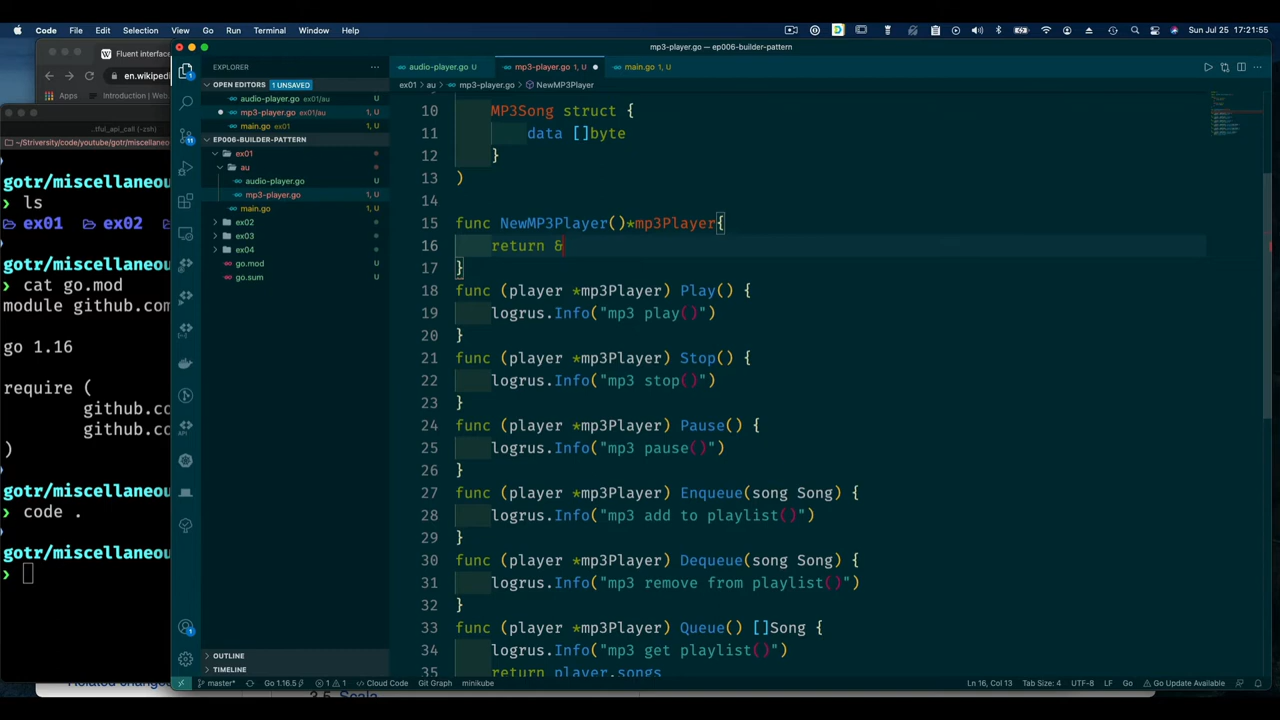 Code File Edit Selection View Go Run Terminal Window Help Sun Jul 25 17:21:55
Fluent interfac
en.wikiped
Apps Introduction | Web
..tful_api_call (-zsh)
~/Striversity/code/youtube/gotr/miscellaneou
gotr/miscellaneou
❯ ls
ex01 ex02
gotr/miscellaneou
❯ cat go.mod
module github.com
go 1.16
require (
github.co
github.co
)
gotr/miscellaneou
❯ code .
gotr/miscellaneou
❯
mp3-player.go — ep006-builder-pattern
EXPLORER ...
OPEN EDITORS 1 UNSAVED
audio-player.go ex01/au U
mp3-player.go ex01/au 1, U
main.go ex01 1, U
EP006-BUILDER-PATTERN
ex01
au
audio-player.go U
mp3-player.go 1, U
main.go 1, U
ex02
ex03
ex04
go.mod
go.sum
OUTLINE
TIMELINE
audio-player.go U mp3-player.go 1, U main.go 1, U
ex01 > au > mp3-player.go > NewMP3Player
10 MP3Song struct {
11 data []byte
12 }
13 )
14
15 func NewMP3Player()*mp3Player{
16 return &
17 }
18 func (player *mp3Player) Play() {
19 logrus.Info("mp3 play()")
20 }
21 func (player *mp3Player) Stop() {
22 logrus.Info("mp3 stop()")
23 }
24 func (player *mp3Player) Pause() {
25 logrus.Info("mp3 pause()")
26 }
27 func (player *mp3Player) Enqueue(song Song) {
28 logrus.Info("mp3 add to playlist()")
29 }
30 func (player *mp3Player) Dequeue(song Song) {
31 logrus.Info("mp3 remove from playlist()")
32 }
33 func (player *mp3Player) Queue() []Song {
34 logrus.Info("mp3 get playlist()")
35 return player.songs
master* Go 1.16.5 1 1 Cloud Code Git Graph minikube Ln 16, Col 13 Tab Size: 4 UTF-8 LF Go Go Update Available
Related changes
3.5 Scala